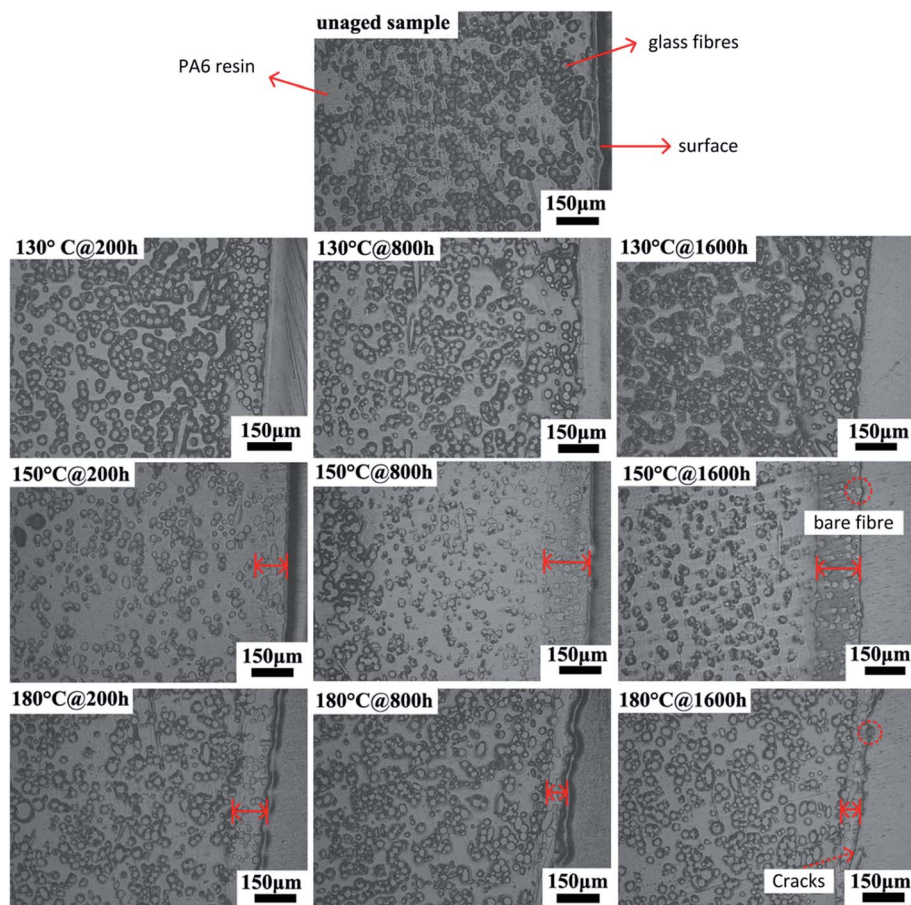 unaged sample
glass fibres
PA6 resin
surface
150μm
130° C@200h
130°C@800h
130°C@1600h
150μm
150μm
150μm
150°C@200h
150°C@800h
150°C@1600h
bare fibre
150μm
150μm
150μm
180°C@200h
180°C@800h
180°C@1600h
Cracks
150μm
150μm
150μm